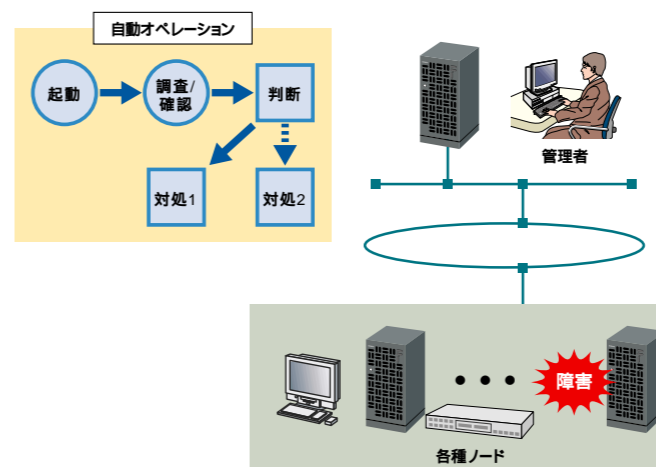 自動オペレーション
起動
調査/
確認
判断
対処1
対処2
管理者
障害
各種ノード